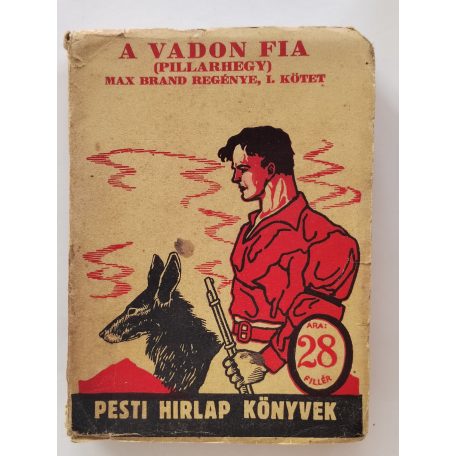 A VADON FIA
(PILLARHEGY)
MAX BRAND REGÉNYE, I. KÖTET
ÁRA:
28
FILLÉR
PESTI HIRLAP KÖNYVEK